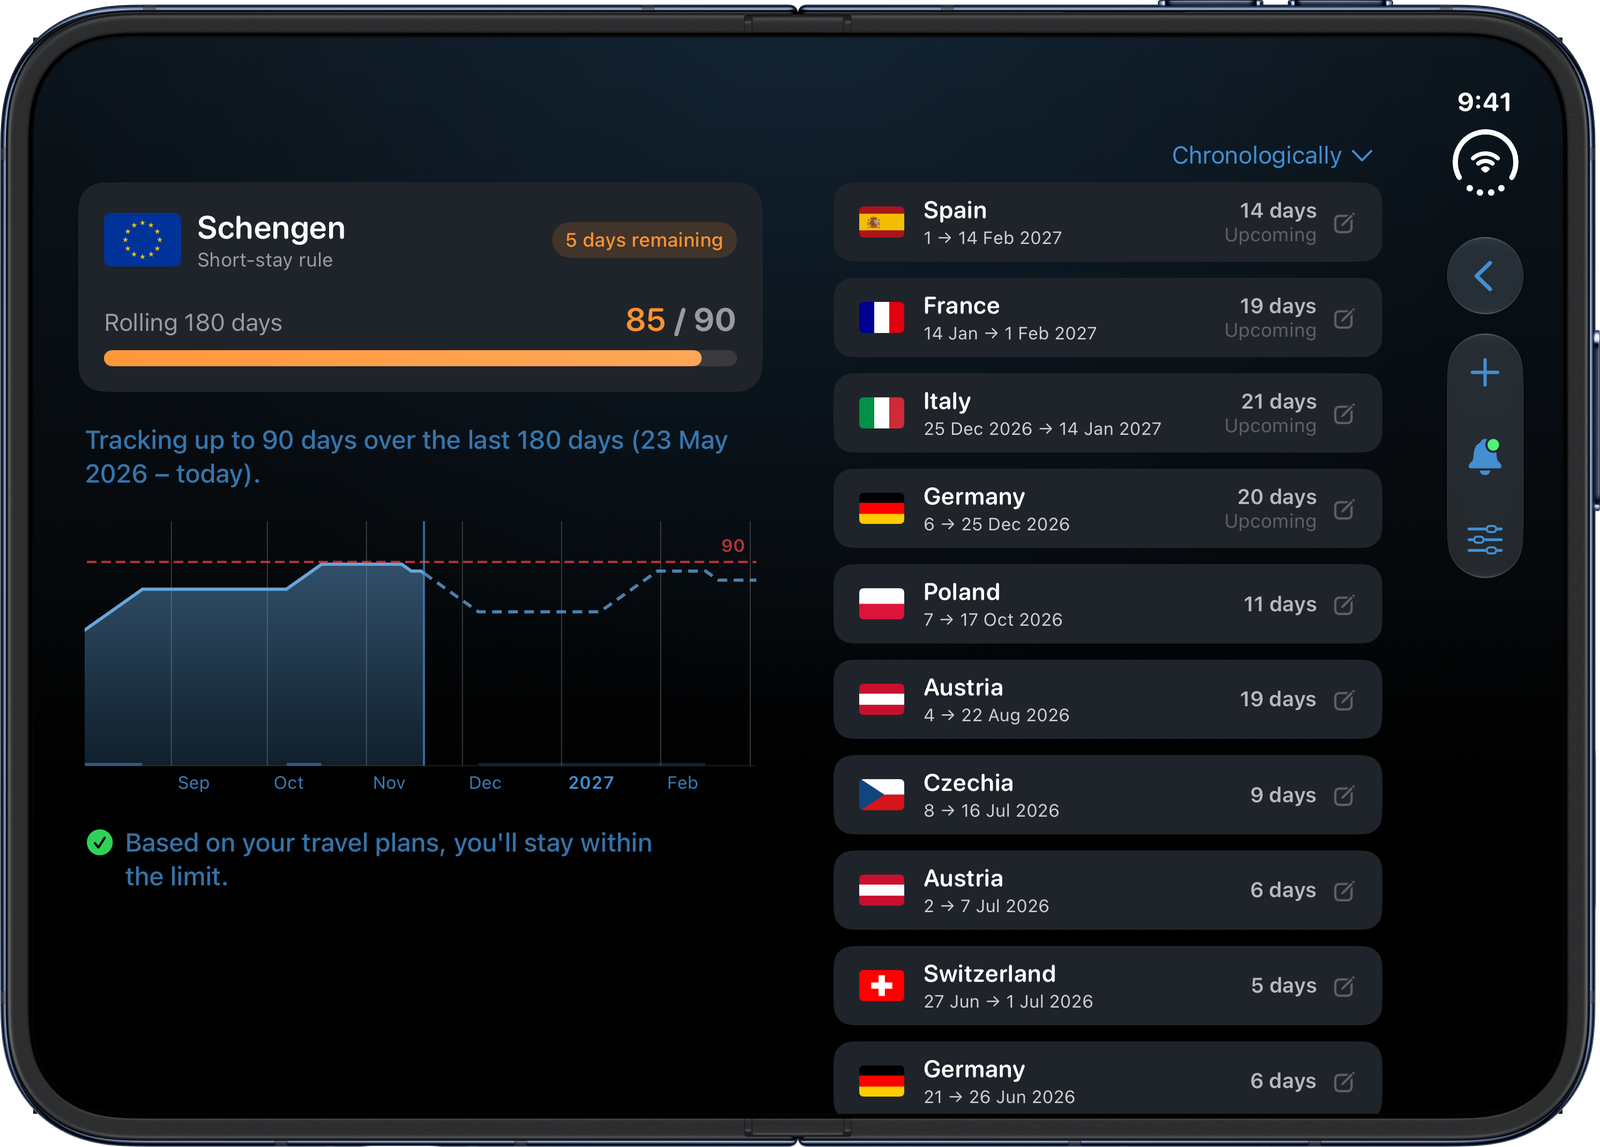 9:41
Chronologically
Schengen
Short-stay rule
5 days remaining
Rolling 180 days
85 / 90
Tracking up to 90 days over the last 180 days (23 May
2026 – today).
90
Sep Oct Nov Dec 2027 Feb
Based on your travel plans, you'll stay within
the limit.
Spain
14 days
1 → 14 Feb 2027
Upcoming
France
19 days
14 Jan → 1 Feb 2027
Upcoming
Italy
21 days
25 Dec 2026 → 14 Jan 2027
Upcoming
Germany
20 days
6 → 25 Dec 2026
Upcoming
Poland
11 days
7 → 17 Oct 2026
Austria
19 days
4 → 22 Aug 2026
Czechia
9 days
8 → 16 Jul 2026
Austria
6 days
2 → 7 Jul 2026
Switzerland
5 days
27 Jun → 1 Jul 2026
Germany
6 days
21 → 26 Jun 2026